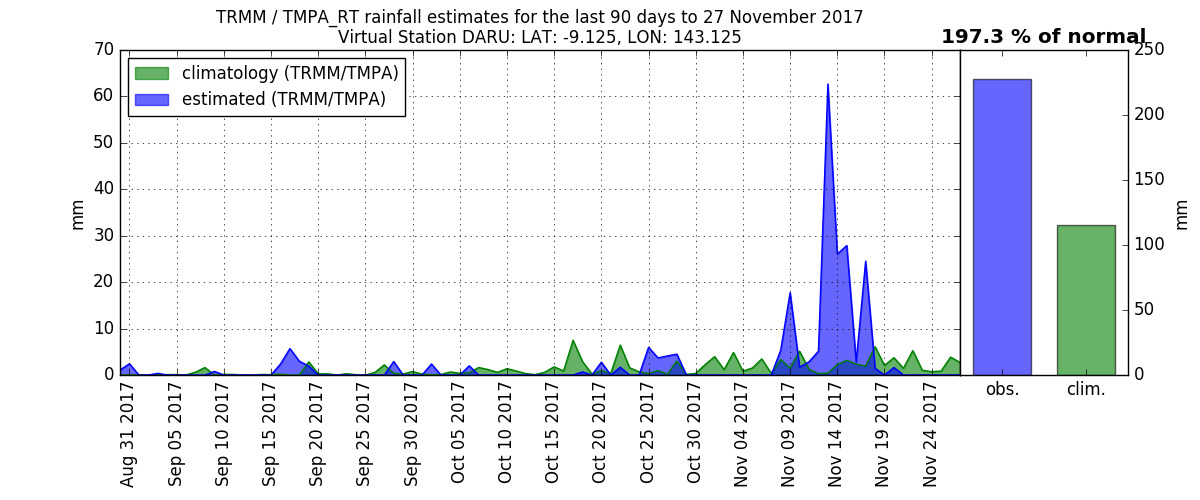 TRMM / TMPA_RT rainfall estimates for the last 90 days to 27 November 2017
Virtual Station DARU: LAT: -9.125, LON: 143.125
197.3 % of normal
climatology (TRMM/TMPA)
estimated (TRMM/TMPA)
mm
70
60
50
40
30
20
10
0
250
200
150
100
50
0
mm
obs.
clim.
Aug 31 2017
Sep 05 2017
Sep 10 2017
Sep 15 2017
Sep 20 2017
Sep 25 2017
Sep 30 2017
Oct 05 2017
Oct 10 2017
Oct 15 2017
Oct 20 2017
Oct 25 2017
Oct 30 2017
Nov 04 2017
Nov 09 2017
Nov 14 2017
Nov 19 2017
Nov 24 2017